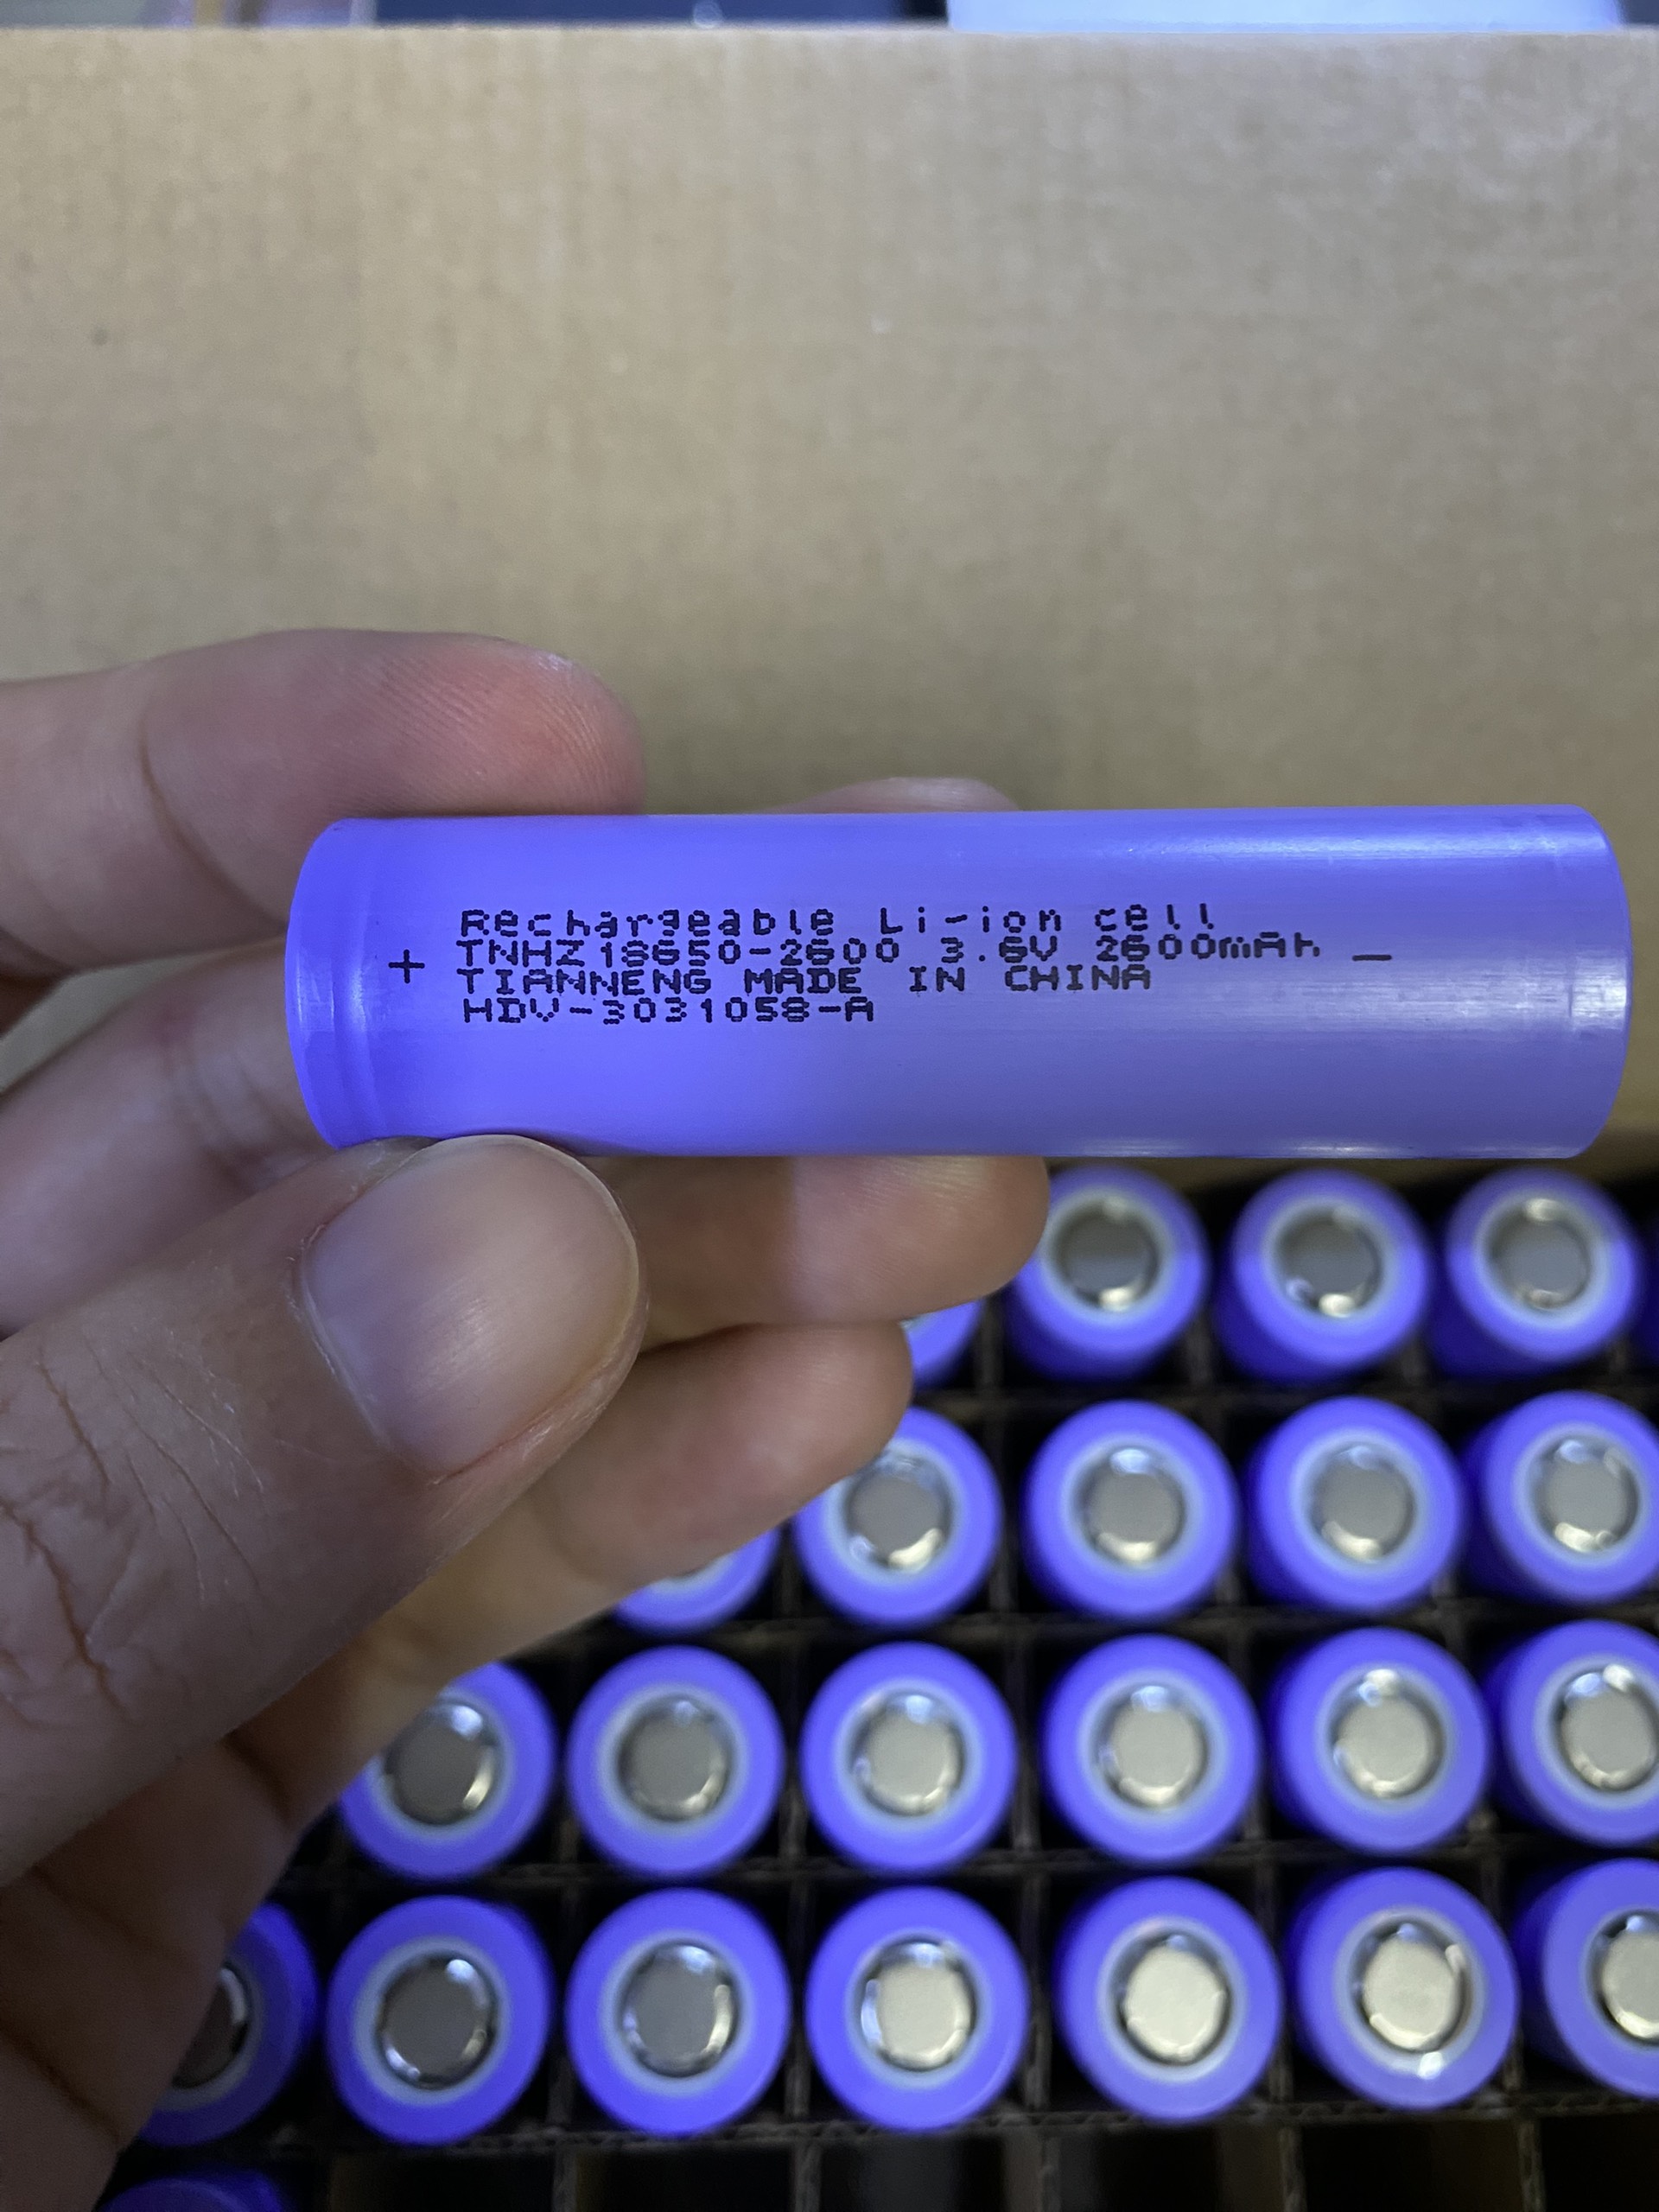 Rechargeable Li-ion cell
+ TNHZ18650-2600 3.6V 2600mAh _
TIANNENG MADE IN CHINA
HDV-3031058-A